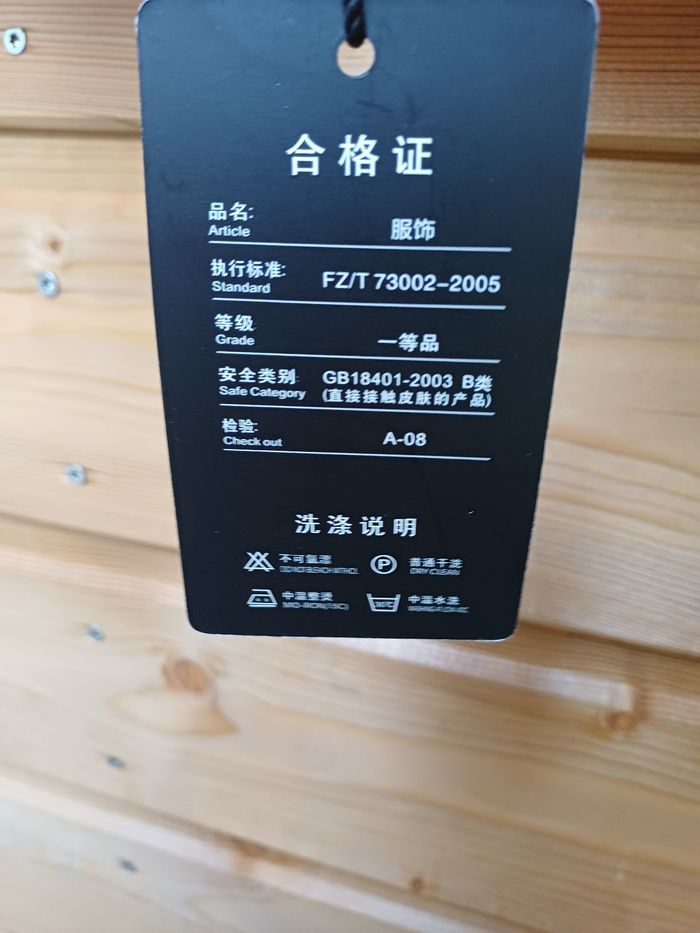 合格证
品名: 服饰
Article
执行标准: FZ/T 73002-2005
Standard
等级 一等品
Grade
安全类别 GB18401-2003 B类
Safe Category (直接接触皮肤的产品)
检验: A-08
Check out
洗涤说明
不可氯漂 P 普通干洗
DRY CLEAN
中温整烫 中温水洗